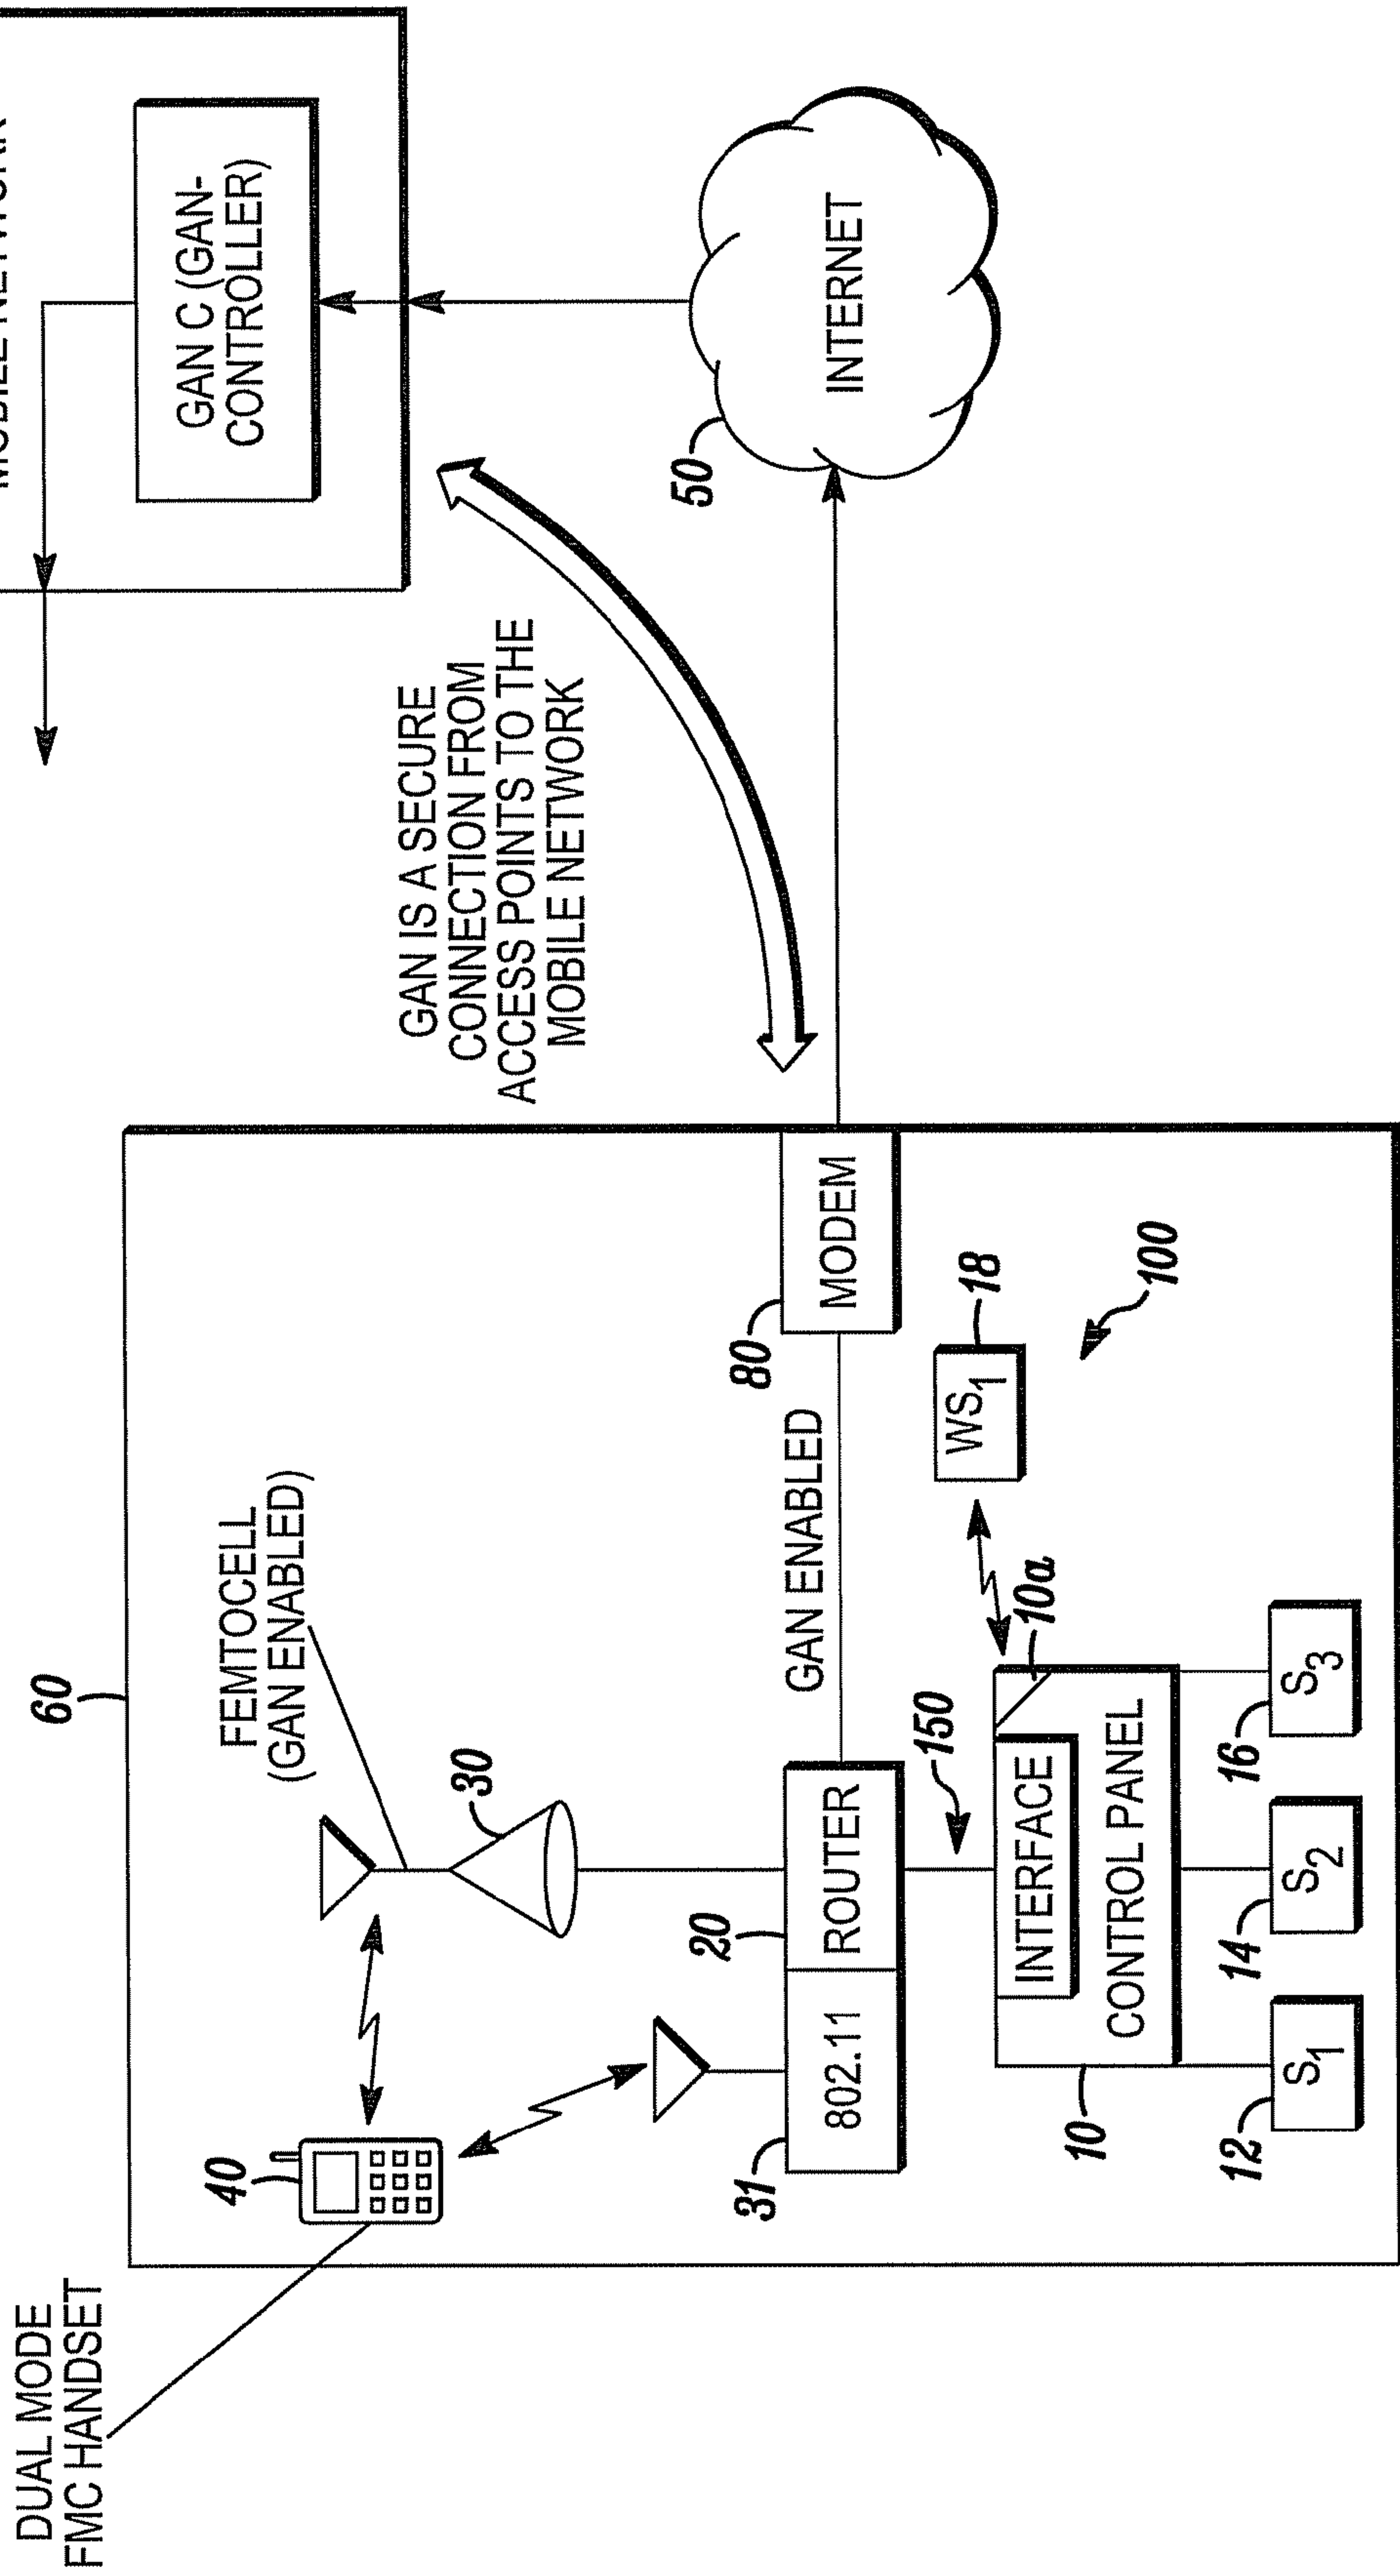 DUAL MODE
FMC HANDSET
40
60
FEMTOCELL
(GAN ENABLED)
30
31
802.11
20
ROUTER
GAN ENABLED
80
MODEM
150
10
INTERFACE
CONTROL PANEL
10a
WS1
18
100
12
S1
14
S2
16
S3
GAN IS A SECURE
CONNECTION FROM
ACCESS POINTS TO THE
MOBILE NETWORK
50
INTERNET
MOBILE NETWORK
GAN C (GAN-
CONTROLLER)